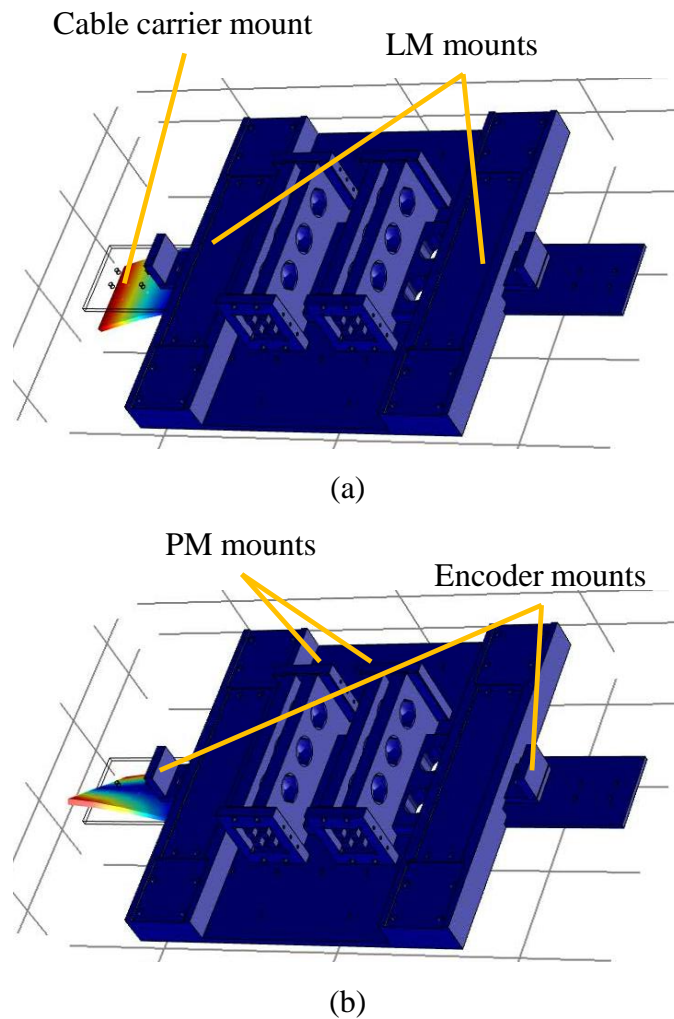 Cable carrier mount
LM mounts
(a)
PM mounts
Encoder mounts
(b)